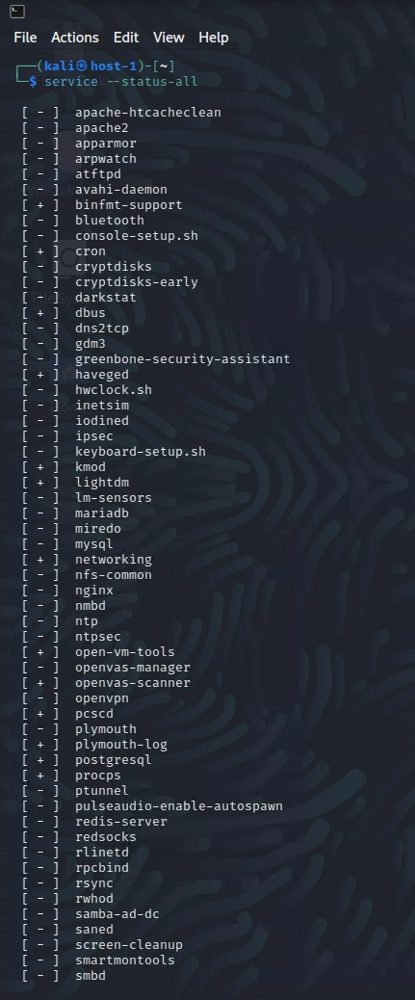 File Actions Edit View Help
┌──(kali㉿host-1)-[~]
└─$ service --status-all
[ - ] apache-htcacheclean
[ - ] apache2
[ - ] apparmor
[ - ] arpwatch
[ - ] atftpd
[ - ] avahi-daemon
[ + ] binfmt-support
[ - ] bluetooth
[ - ] console-setup.sh
[ + ] cron
[ - ] cryptdisks
[ - ] cryptdisks-early
[ - ] darkstat
[ + ] dbus
[ - ] dns2tcp
[ - ] gdm3
[ - ] greenbone-security-assistant
[ + ] haveged
[ - ] hwclock.sh
[ - ] inetsim
[ - ] iodined
[ - ] ipsec
[ - ] keyboard-setup.sh
[ + ] kmod
[ + ] lightdm
[ - ] lm-sensors
[ - ] mariadb
[ - ] miredo
[ - ] mysql
[ + ] networking
[ - ] nfs-common
[ - ] nginx
[ - ] nmbd
[ - ] ntp
[ - ] ntpsec
[ + ] open-vm-tools
[ - ] openvas-manager
[ + ] openvas-scanner
[ - ] openvpn
[ + ] pcscd
[ - ] plymouth
[ + ] plymouth-log
[ + ] postgresql
[ + ] procps
[ - ] ptunnel
[ - ] pulseaudio-enable-autospawn
[ - ] redis-server
[ - ] redsocks
[ - ] rlinetd
[ - ] rpcbind
[ - ] rsync
[ - ] rwhod
[ - ] samba-ad-dc
[ - ] saned
[ - ] screen-cleanup
[ - ] smartmontools
[ - ] smbd